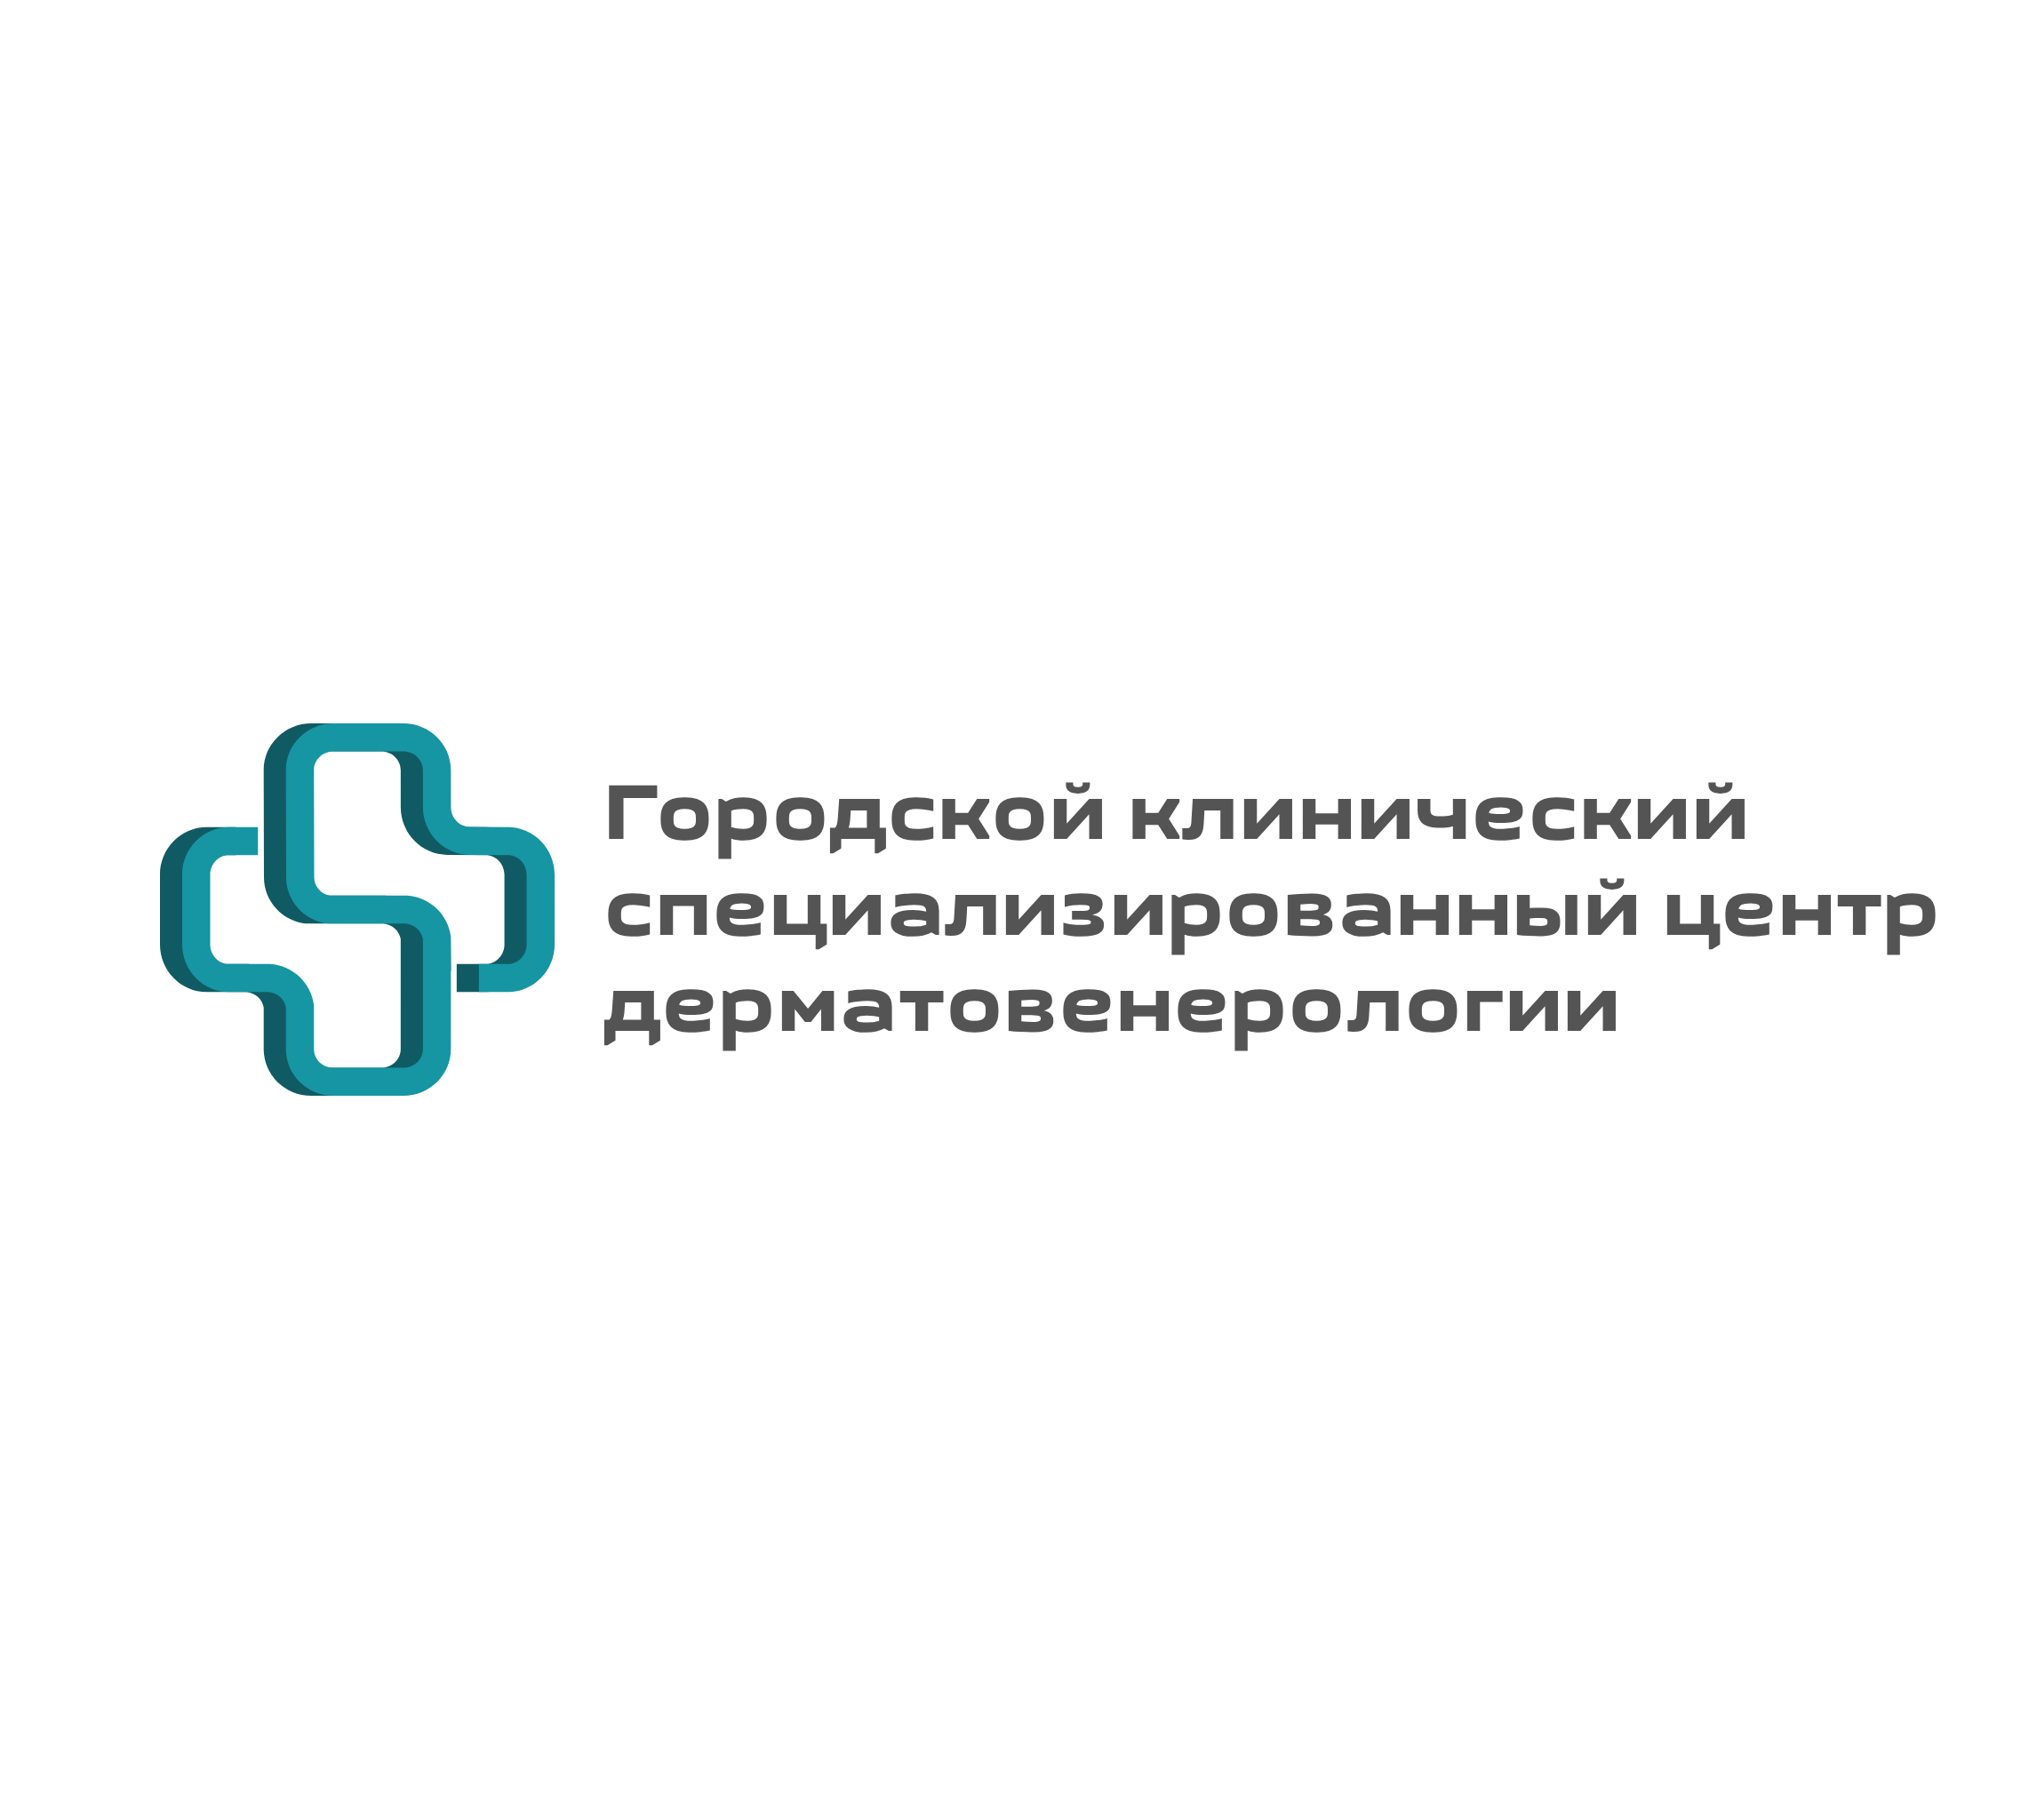 Городской клинический
специализированный центр
дерматовенерологии